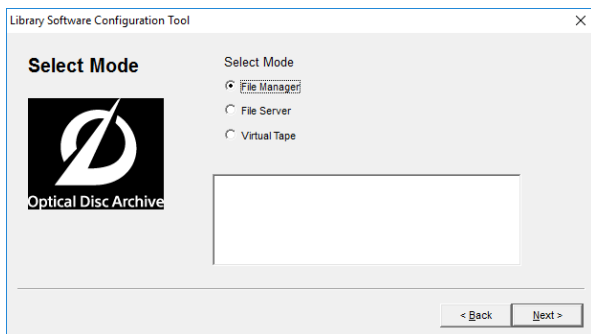 Library Software Configuration Tool
Select Mode
Select Mode
File Manager
File Server
Virtual Tape
Optical Disc Archive
< Back
Next >